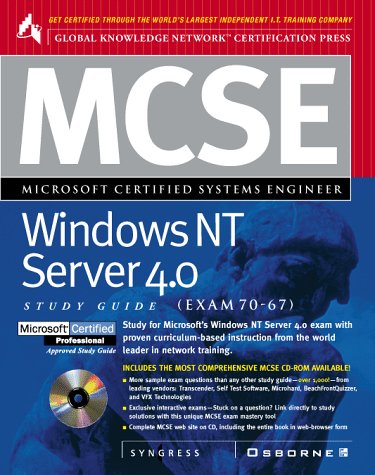 GET CERTIFIED THROUGH THE WORLD'S LARGEST INDEPENDENT I.T. TRAINING COMPANY
GLOBAL KNOWLEDGE NETWORK™ CERTIFICATION PRESS
MCSE
MICROSOFT CERTIFIED SYSTEMS ENGINEER
Windows NT
Server 4.0
STUDY GUIDE (EXAM 70-67)
Microsoft Certified
Professional
Approved Study Guide
Study for Microsoft's Windows NT Server 4.0 exam with
proven curriculum-based instruction from the world
leader in network training.
INCLUDES THE MOST COMPREHENSIVE MCSE CD-ROM AVAILABLE!
• More sample exam questions than any other study guide—over 1,000!—from
leading vendors: Transcender, Self Test Software, Microhard, BeachFrontQuizzer,
and VFX Technologies
• Exclusive interactive exams—Stuck on a question? Link directly to study
solutions with this unique MCSE exam mastery tool
• Complete MCSE web site on CD, including the entire book in web-browser form
SYNGRESS
OSBORNE